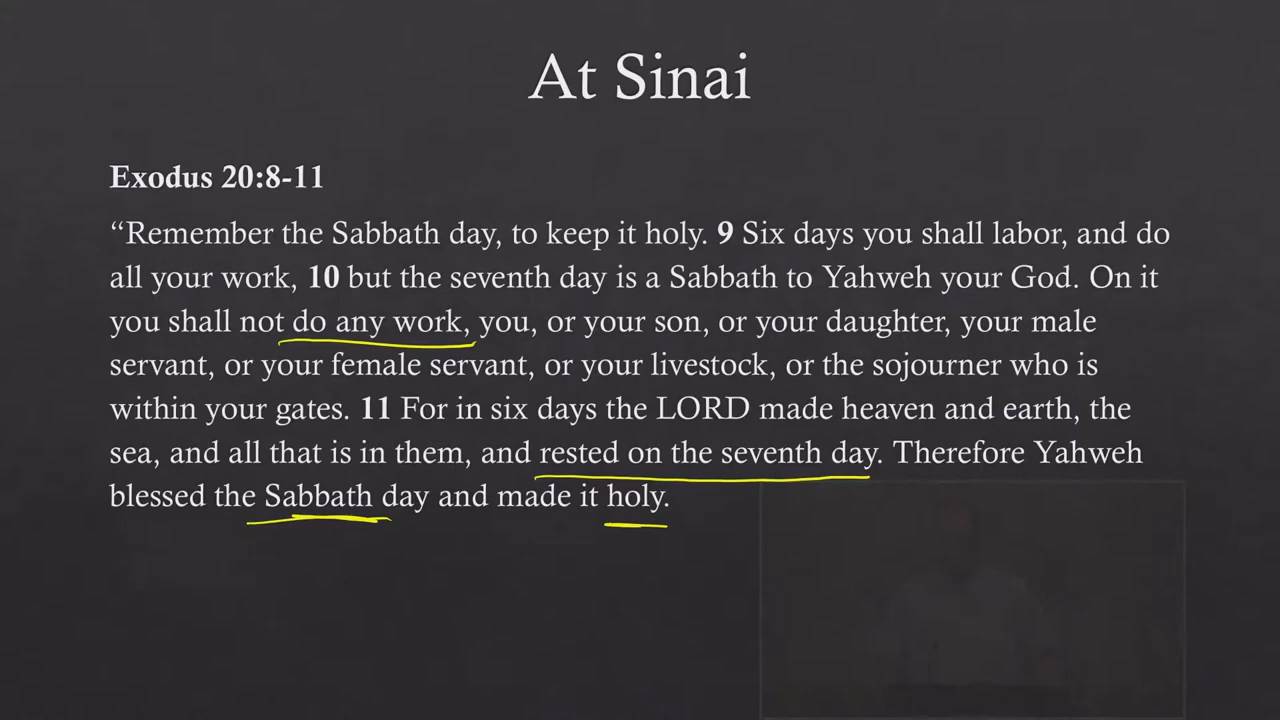 At Sinai
Exodus 20:8-11
“Remember the Sabbath day, to keep it holy. 9 Six days you shall labor, and do
all your work, 10 but the seventh day is a Sabbath to Yahweh your God. On it
you shall not do any work, you, or your son, or your daughter, your male
servant, or your female servant, or your livestock, or the sojourner who is
within your gates. 11 For in six days the LORD made heaven and earth, the
sea, and all that is in them, and rested on the seventh day. Therefore Yahweh
blessed the Sabbath day and made it holy.